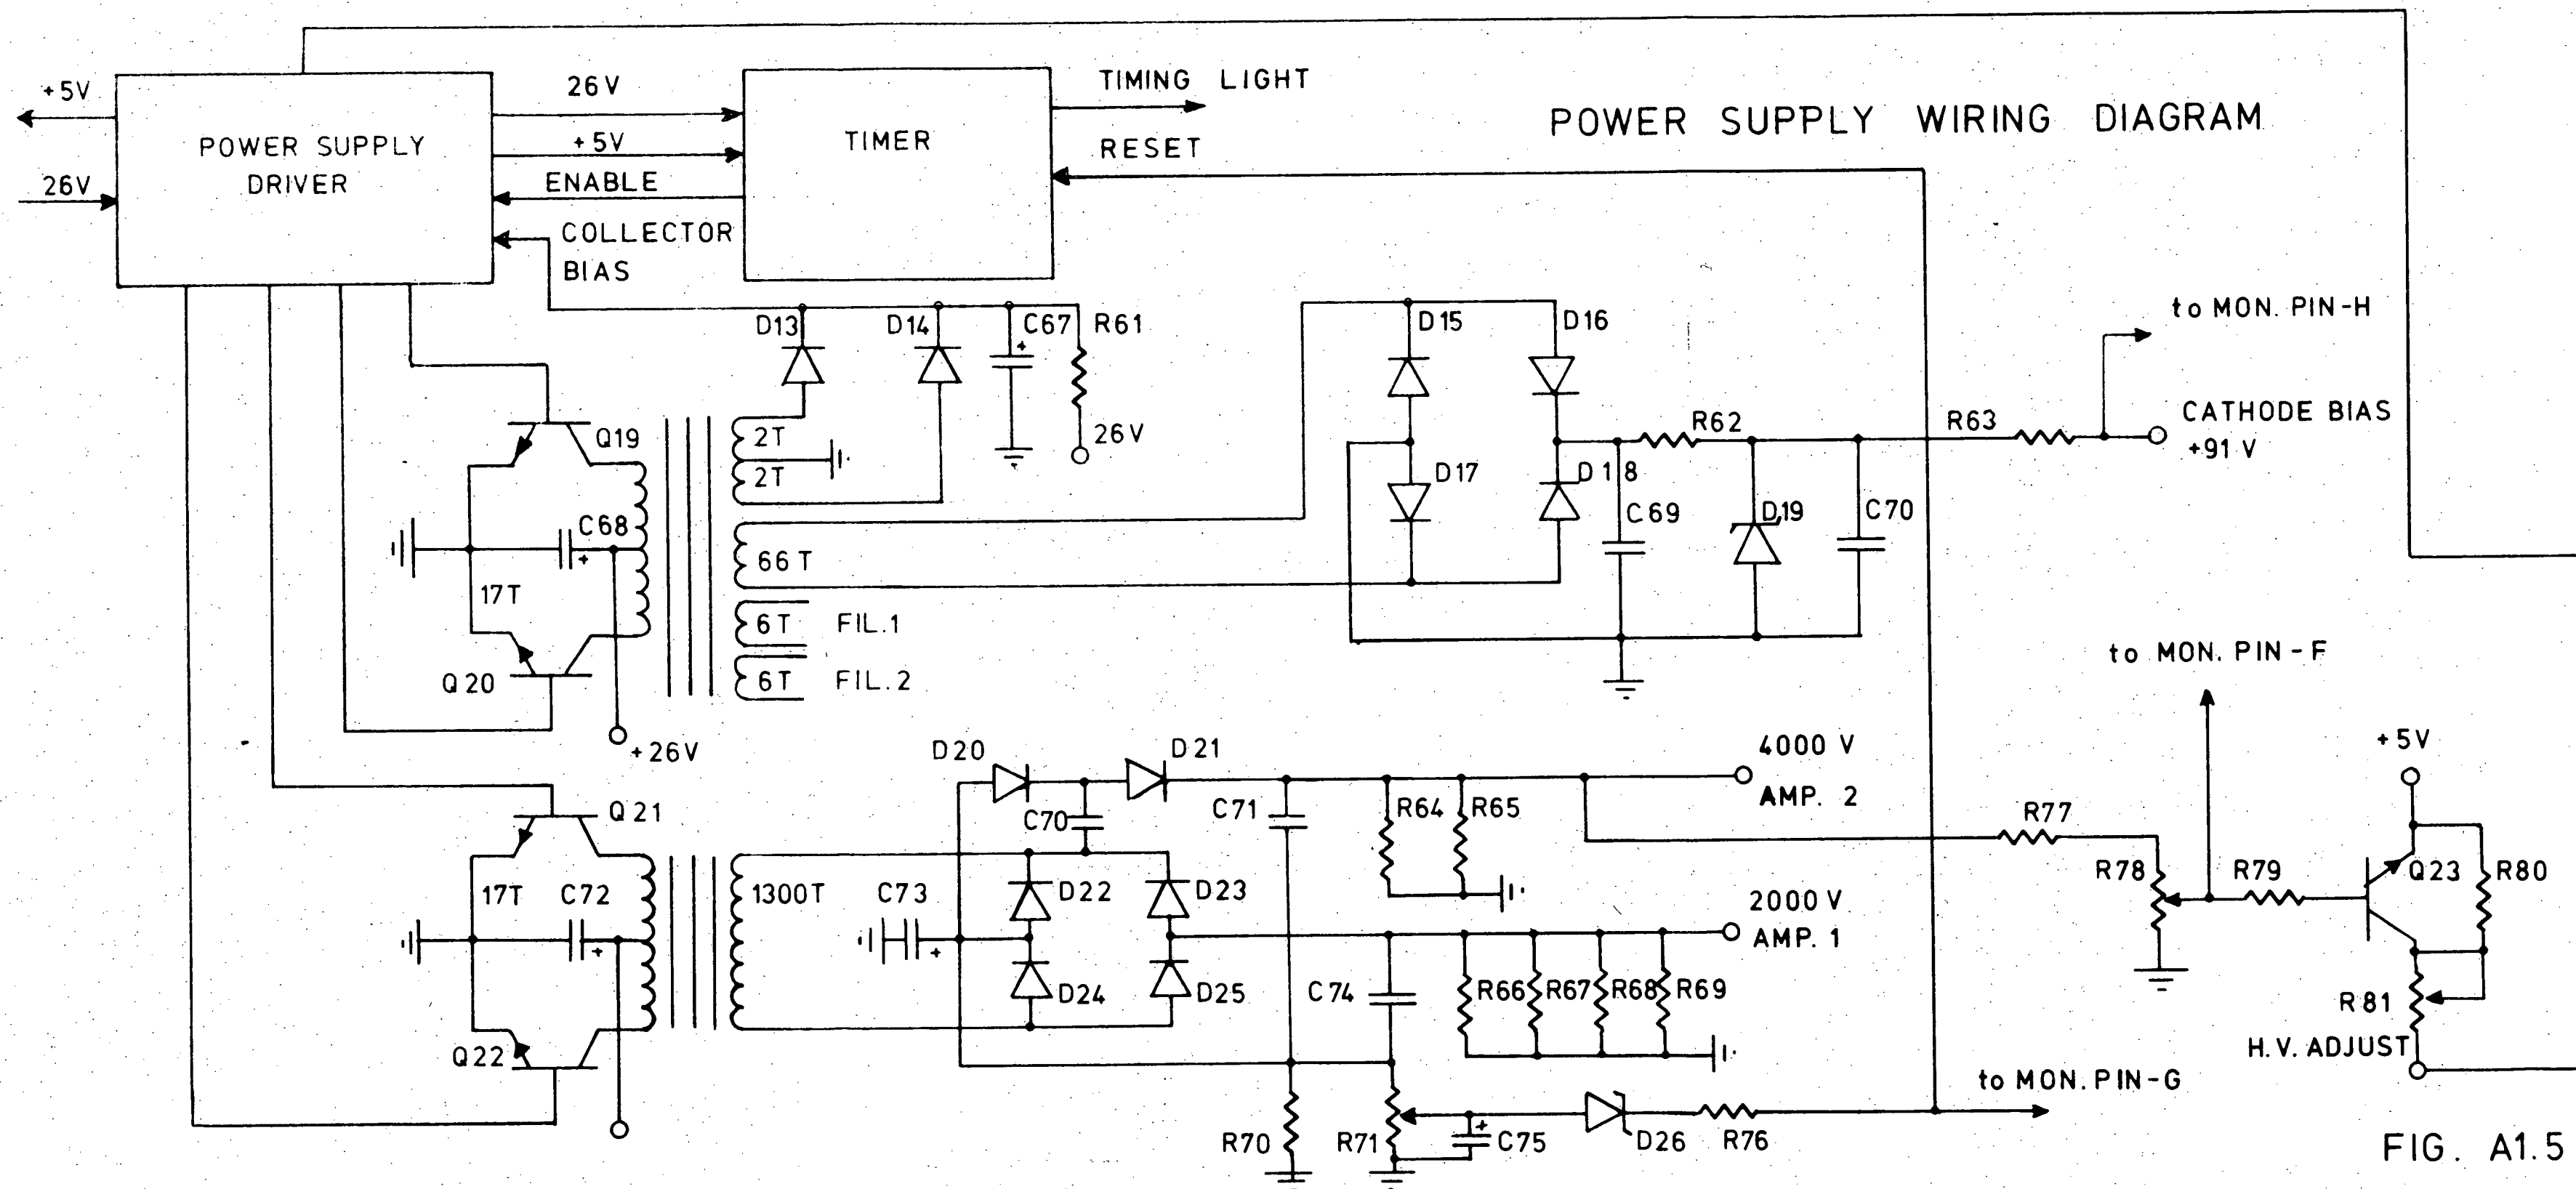 POWER SUPPLY WIRING DIAGRAM
+5V
26V
POWER SUPPLY
DRIVER
26V
+5V
ENABLE
COLLECTOR
BIAS
TIMER
TIMING LIGHT
RESET
D13
D14
C67
R61
26V
2T
2T
66T
6T FIL.1
6T FIL.2
Q19
C68
17T
Q20
+26V
D15
D16
D17
D18
R62
C69
D19
C70
R63
to MON. PIN-H
CATHODE BIAS
+91 V
to MON. PIN-F
Q21
17T
C72
Q22
1300T
D20
D21
C70
C71
R64
R65
4000 V
AMP. 2
C73
D22
D23
D24
D25
2000 V
AMP. 1
C74
R66
R67
R68
R69
R70
R71
C75
D26
R76
to MON. PIN-G
R77
R78
R79
+5V
Q23
R80
R81
H.V. ADJUST
FIG. A1.5